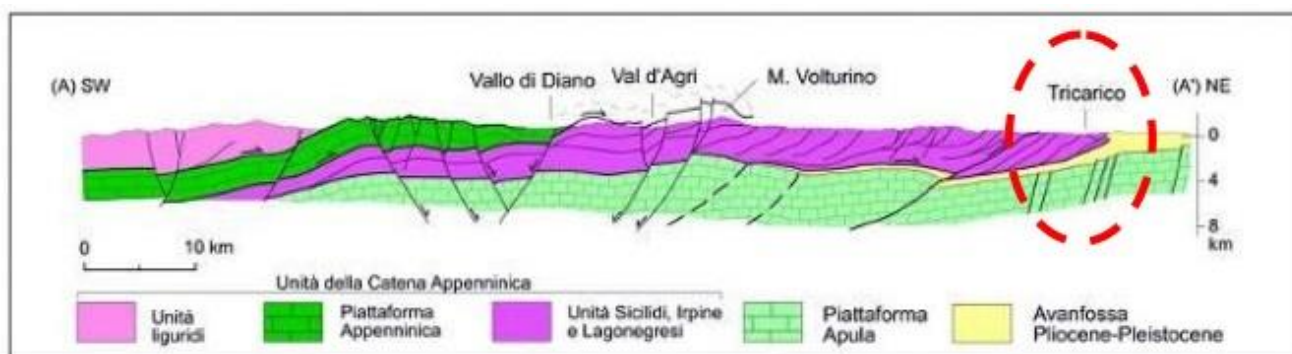 (A) SW
Vallo di Diano
Val d'Agri
M. Volturino
Tricarico
(A') NE
0
4
8
km
0
10 km
Unità della Catena Appenninica
Unità
liguridi
Piattaforma
Appenninica
Unità Sicilidi, Irpine
e Lagonegresi
Piattaforma
Apula
Avanfossa
Pliocene-Pleistocene